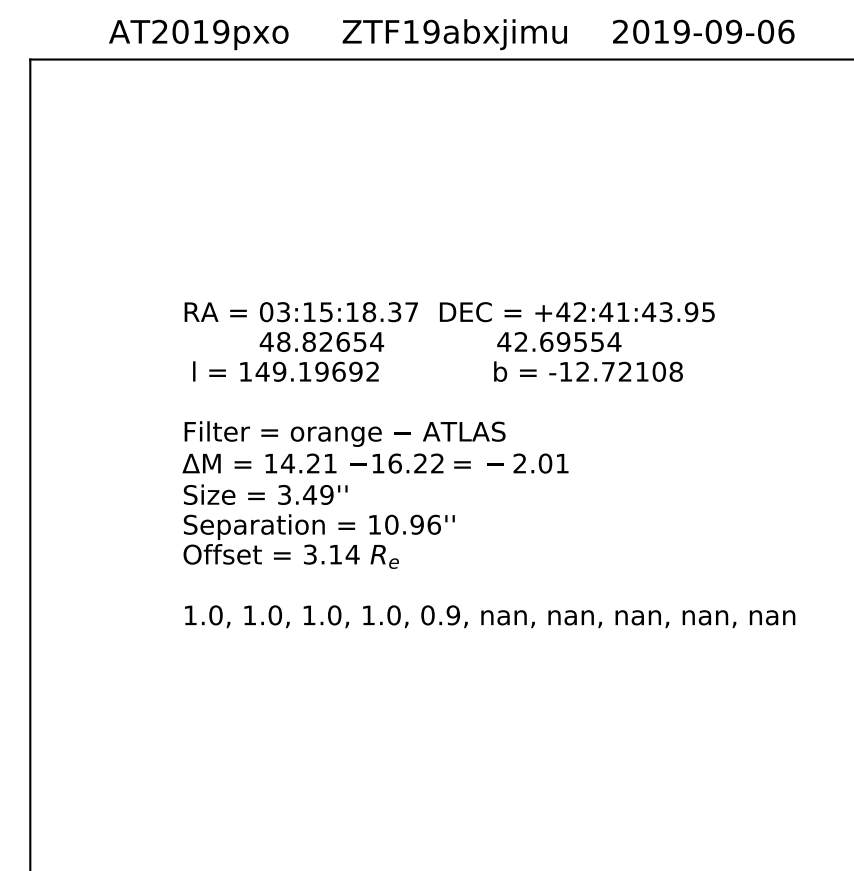 AT2019pxo ZTF19abxjimu 2019-09-06
RA = 03:15:18.37 DEC = +42:41:43.95
48.82654 42.69554
l = 149.19692 b = -12.72108
Filter = orange − ATLAS
ΔM = 14.21 −16.22 = − 2.01
Size = 3.49''
Separation = 10.96''
Offset = 3.14 Re
1.0, 1.0, 1.0, 1.0, 0.9, nan, nan, nan, nan, nan